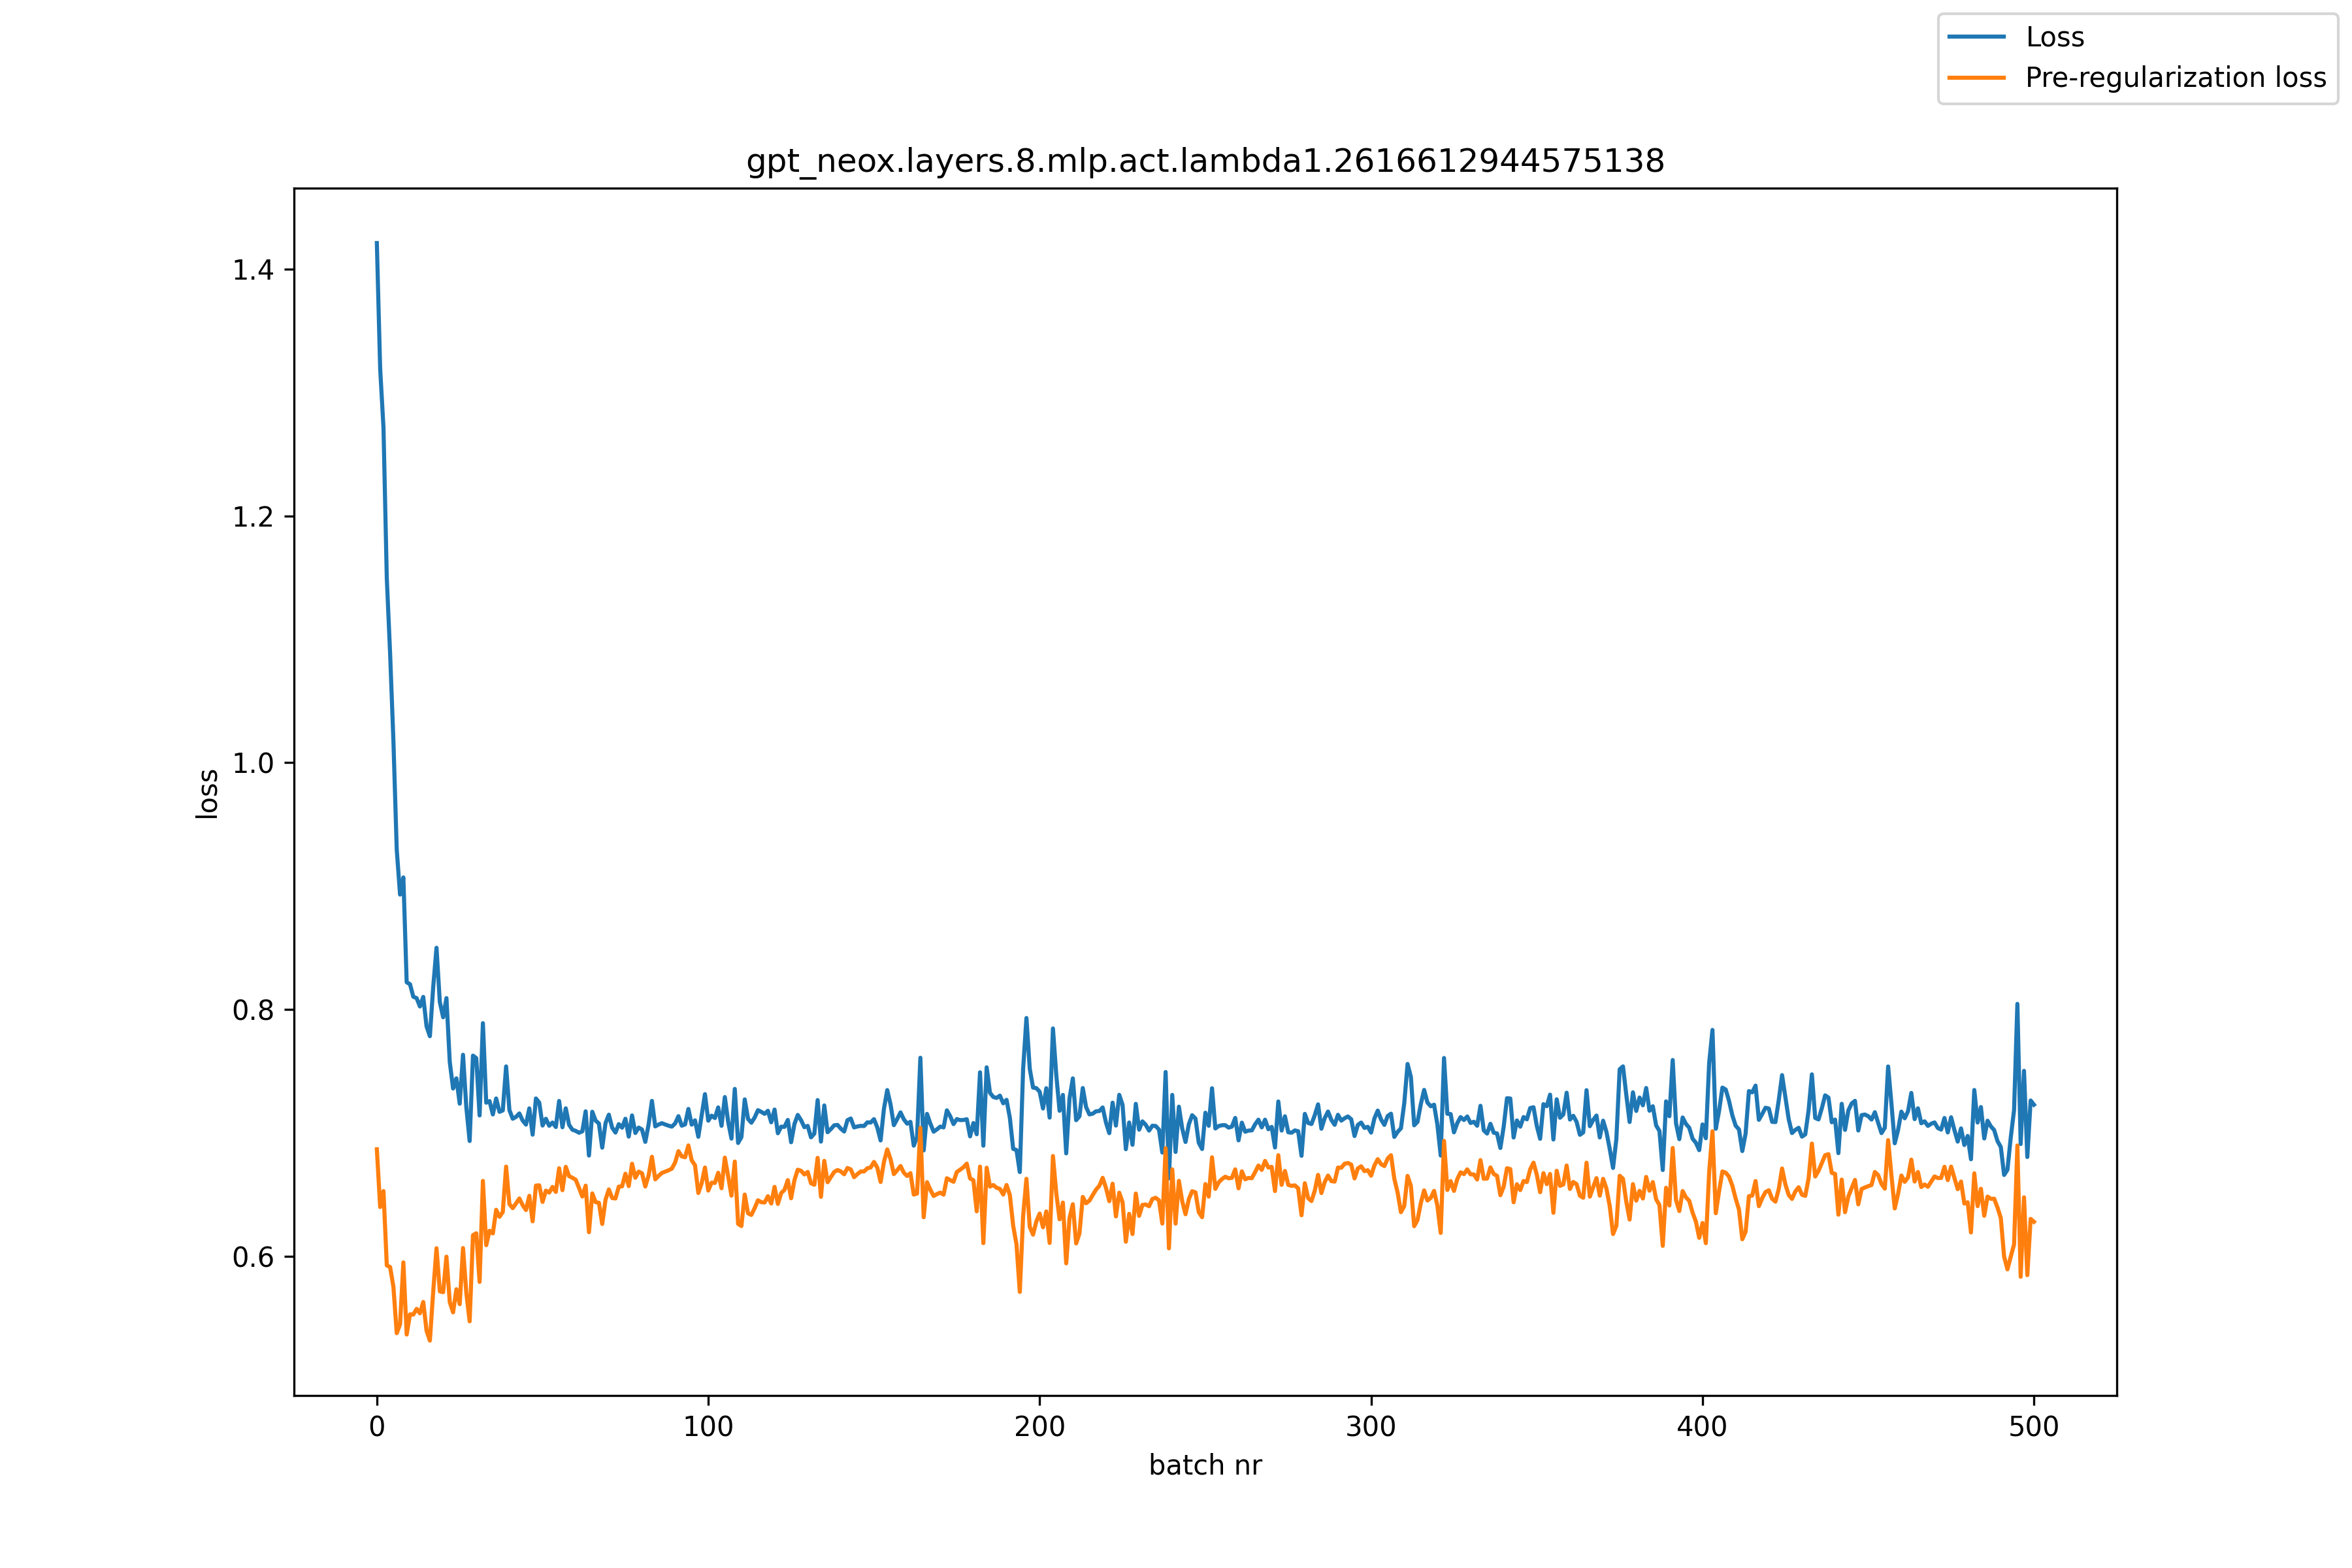 Loss
Pre-regularization loss
gpt_neox.layers.8.mlp.act.lambda1.2616612944575138
1.4
1.2
1.0
0.8
0.6
loss
0 100 200 300 400 500
batch nr